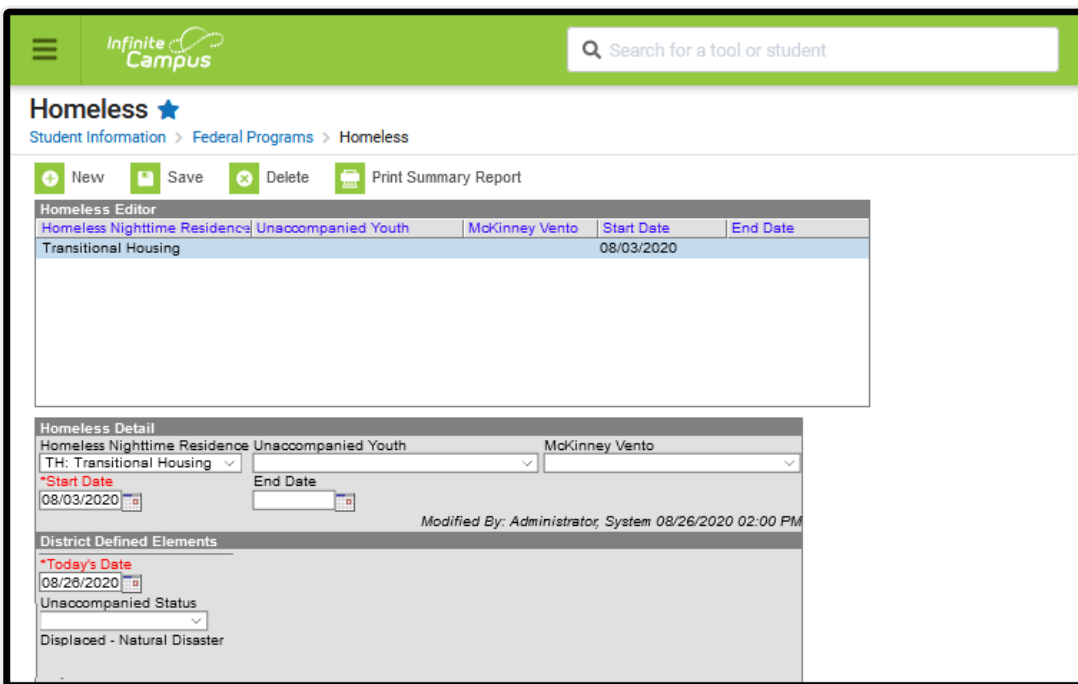 Infinite Campus
Search for a tool or student
Homeless
Student Information > Federal Programs > Homeless
New Save Delete Print Summary Report
Homeless Editor
Homeless Nighttime Residence Unaccompanied Youth McKinney Vento Start Date End Date
Transitional Housing 08/03/2020
Homeless Detail
Homeless Nighttime Residence Unaccompanied Youth McKinney Vento
TH: Transitional Housing
*Start Date End Date
08/03/2020
Modified By: Administrator, System 08/26/2020 02:00 PM
District Defined Elements
*Today's Date
08/26/2020
Unaccompanied Status
Displaced - Natural Disaster